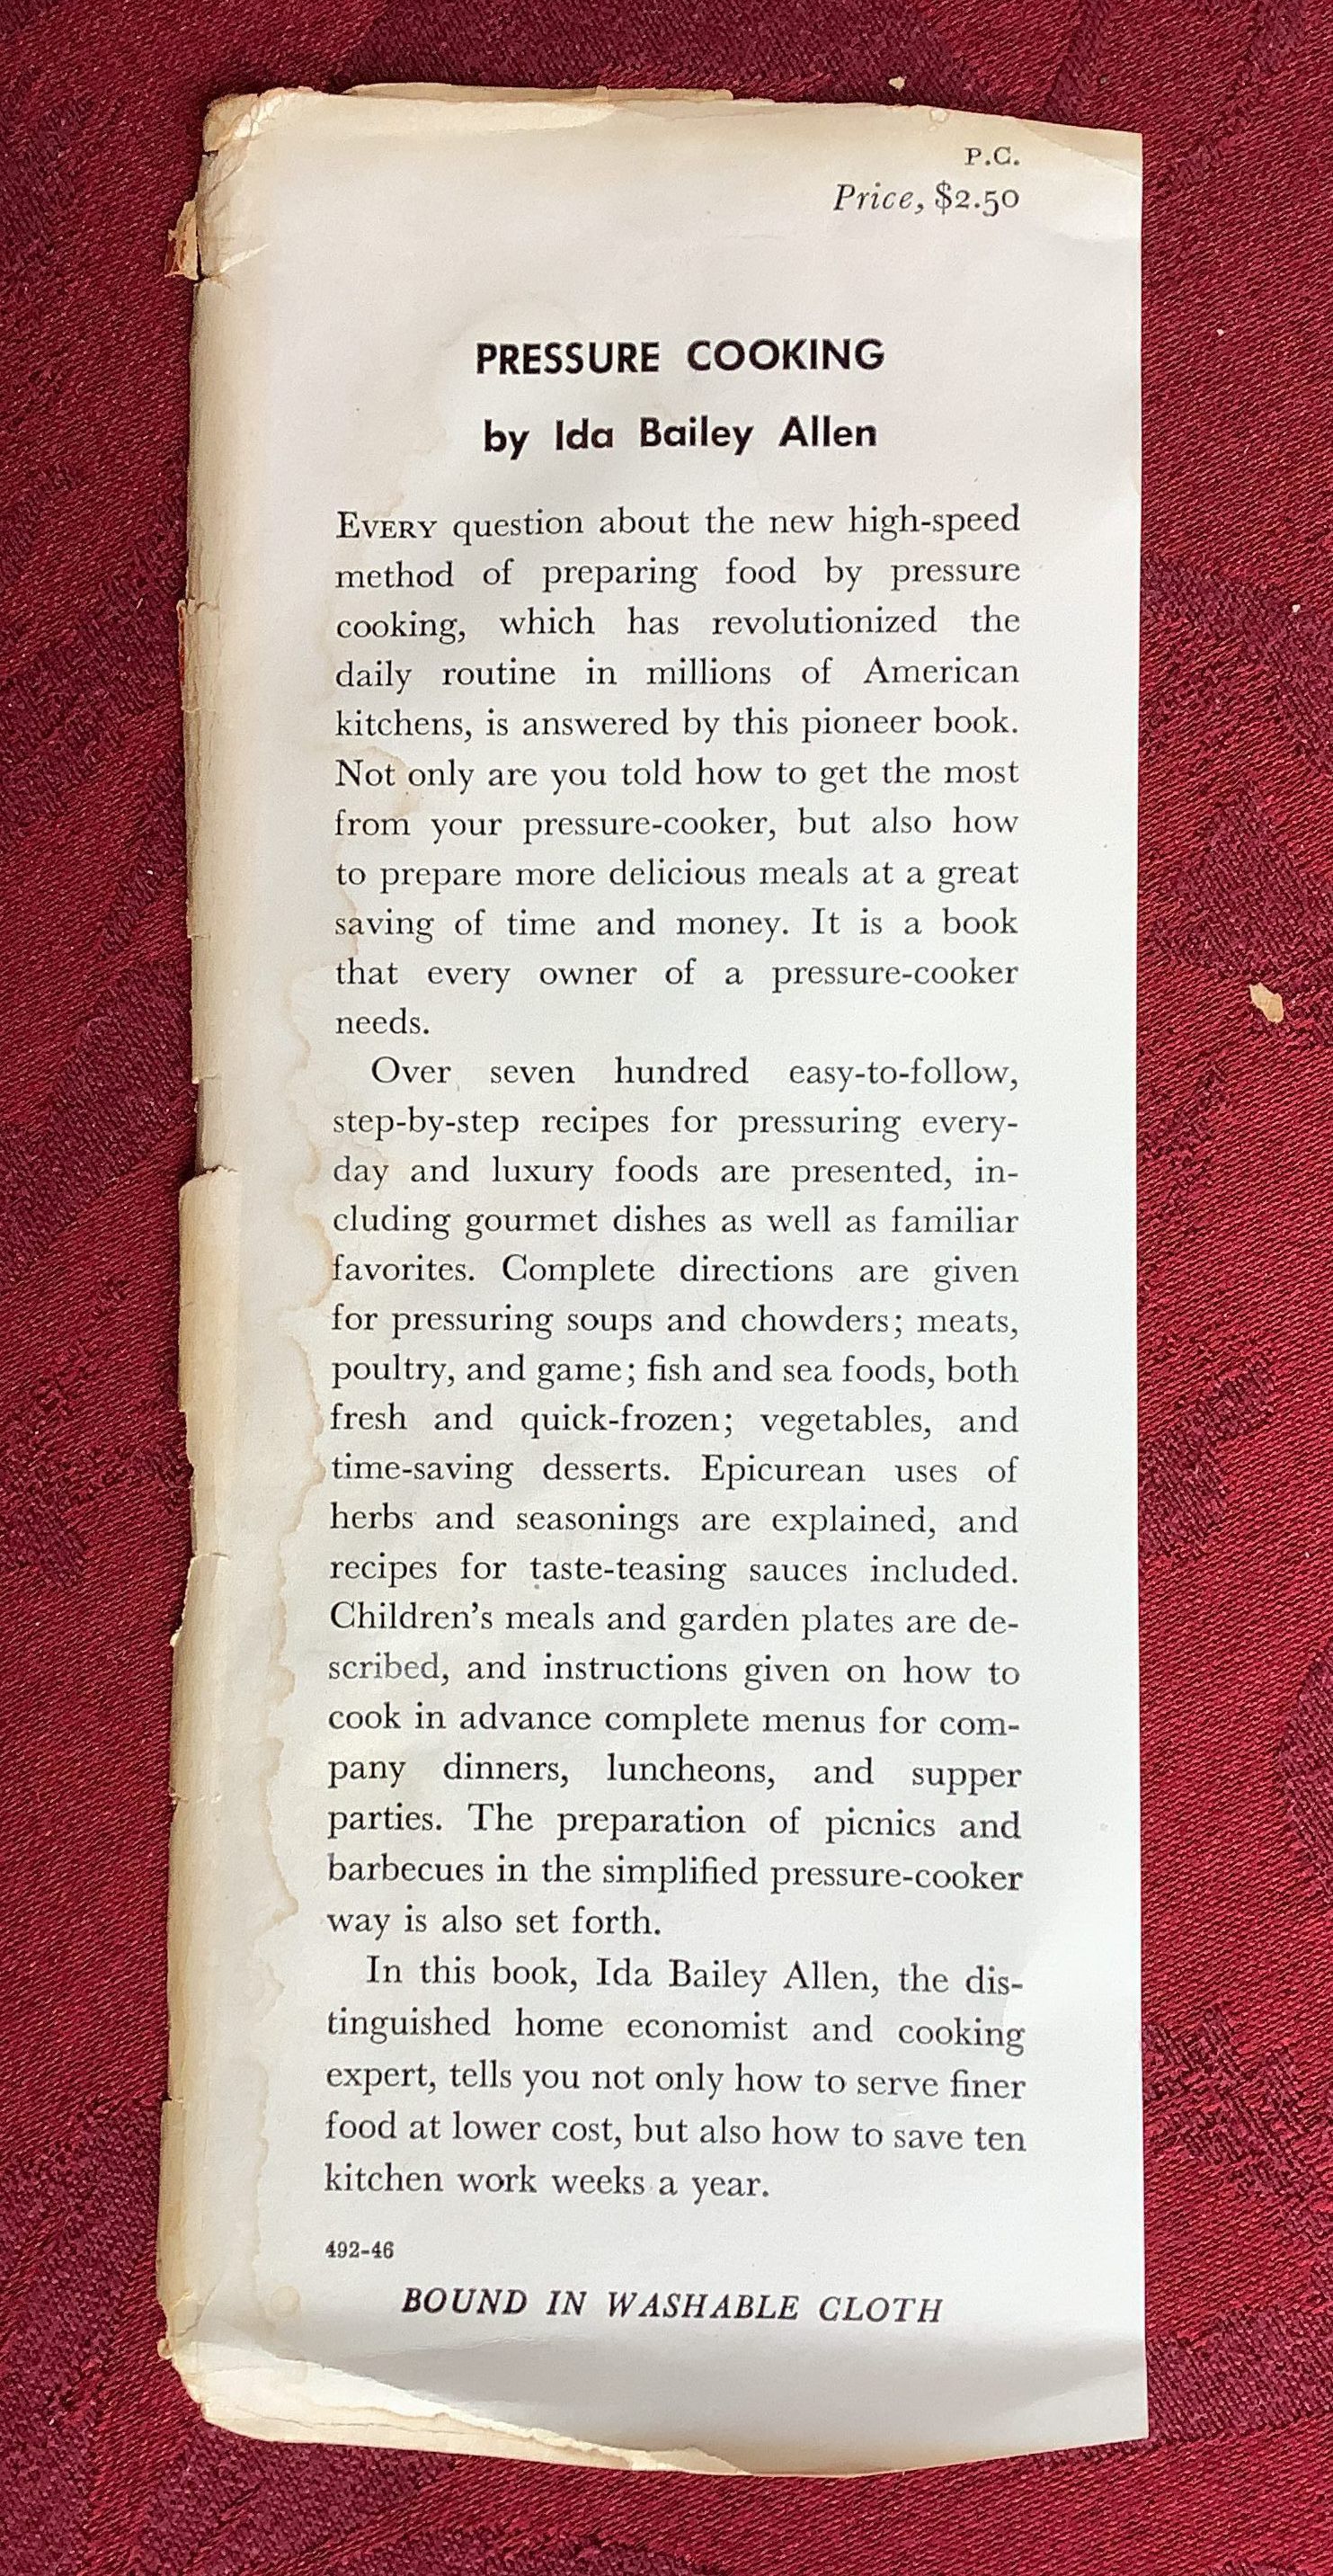 P.C.
Price, $2.50
PRESSURE COOKING
by Ida Bailey Allen
EVERY question about the new high-speed
method of preparing food by pressure
cooking, which has revolutionized the
daily routine in millions of American
kitchens, is answered by this pioneer book.
Not only are you told how to get the most
from your pressure-cooker, but also how
to prepare more delicious meals at a great
saving of time and money. It is a book
that every owner of a pressure-cooker
needs.
Over seven hundred easy-to-follow,
step-by-step recipes for pressuring every-
day and luxury foods are presented, in-
cluding gourmet dishes as well as familiar
favorites. Complete directions are given
for pressuring soups and chowders; meats,
poultry, and game; fish and sea foods, both
fresh and quick-frozen; vegetables, and
time-saving desserts. Epicurean uses of
herbs and seasonings are explained, and
recipes for taste-teasing sauces included.
Children's meals and garden plates are de-
scribed, and instructions given on how to
cook in advance complete menus for com-
pany dinners, luncheons, and supper
parties. The preparation of picnics and
barbecues in the simplified pressure-cooker
way is also set forth.
In this book, Ida Bailey Allen, the dis-
tinguished home economist and cooking
expert, tells you not only how to serve finer
food at lower cost, but also how to save ten
kitchen work weeks a year.
492-46
BOUND IN WASHABLE CLOTH